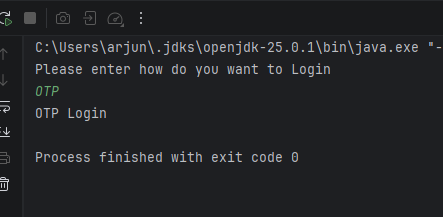 C:\Users\arjun\.jdks\openjdk-25.0.1\bin\java.exe "-
Please enter how do you want to Login
OTP
OTP Login
Process finished with exit code 0